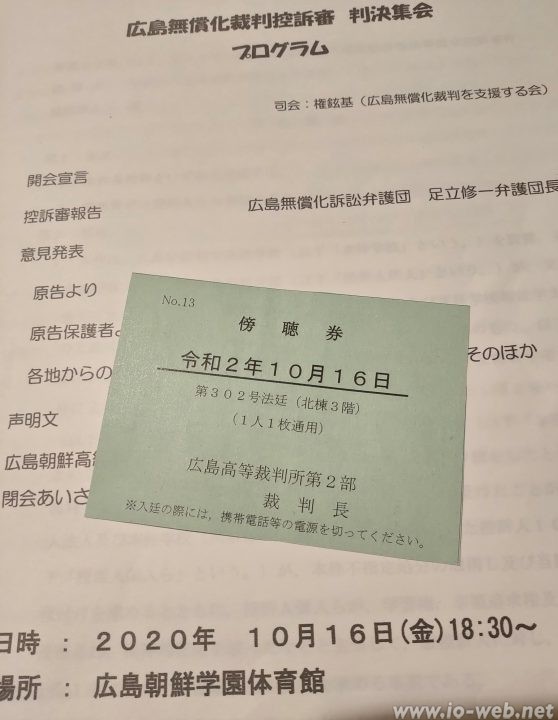 広島無償化裁判控訴審 判決集会
プログラム
司会：権鉉基（広島無償化裁判を支援する会）
開会宣言
控訴審報告 広島無償化訴訟弁護団 足立修一弁護団長
意見発表
原告より
原告保護者よ
各地からの そのほか
声明文
広島朝鮮高級
閉会あいさ
No.13
傍聴券
令和2年10月16日
第302号法廷（北棟3階）
（1人1枚通用）
広島高等裁判所第2部
裁判長
※入廷の際には，携帯電話等の電源を切ってください。
日時 ： 2020年 10月16日(金)18:30～
場所 ： 広島朝鮮学園体育館
www.io-web.net